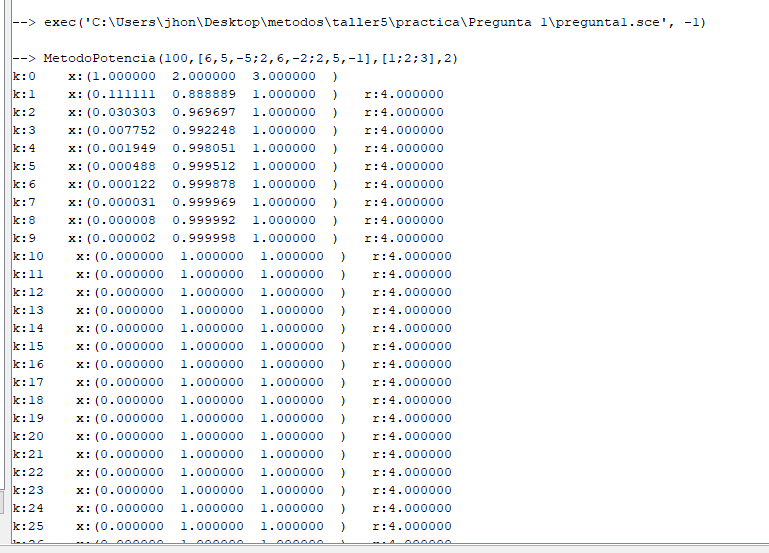 --> exec('C:\Users\jhon\Desktop\metodos\taller5\practica\Pregunta 1\pregunta1.sce', -1)
--> MetodoPotencia(100,[6,5,-5;2,6,-2;2,5,-1],[1;2;3],2)
k:0 x:(1.000000 2.000000 3.000000 )
k:1 x:(0.111111 0.888889 1.000000 ) r:4.000000
k:2 x:(0.030303 0.969697 1.000000 ) r:4.000000
k:3 x:(0.007752 0.992248 1.000000 ) r:4.000000
k:4 x:(0.001949 0.998051 1.000000 ) r:4.000000
k:5 x:(0.000488 0.999512 1.000000 ) r:4.000000
k:6 x:(0.000122 0.999878 1.000000 ) r:4.000000
k:7 x:(0.000031 0.999969 1.000000 ) r:4.000000
k:8 x:(0.000008 0.999992 1.000000 ) r:4.000000
k:9 x:(0.000002 0.999998 1.000000 ) r:4.000000
k:10 x:(0.000000 1.000000 1.000000 ) r:4.000000
k:11 x:(0.000000 1.000000 1.000000 ) r:4.000000
k:12 x:(0.000000 1.000000 1.000000 ) r:4.000000
k:13 x:(0.000000 1.000000 1.000000 ) r:4.000000
k:14 x:(0.000000 1.000000 1.000000 ) r:4.000000
k:15 x:(0.000000 1.000000 1.000000 ) r:4.000000
k:16 x:(0.000000 1.000000 1.000000 ) r:4.000000
k:17 x:(0.000000 1.000000 1.000000 ) r:4.000000
k:18 x:(0.000000 1.000000 1.000000 ) r:4.000000
k:19 x:(0.000000 1.000000 1.000000 ) r:4.000000
k:20 x:(0.000000 1.000000 1.000000 ) r:4.000000
k:21 x:(0.000000 1.000000 1.000000 ) r:4.000000
k:22 x:(0.000000 1.000000 1.000000 ) r:4.000000
k:23 x:(0.000000 1.000000 1.000000 ) r:4.000000
k:24 x:(0.000000 1.000000 1.000000 ) r:4.000000
k:25 x:(0.000000 1.000000 1.000000 ) r:4.000000